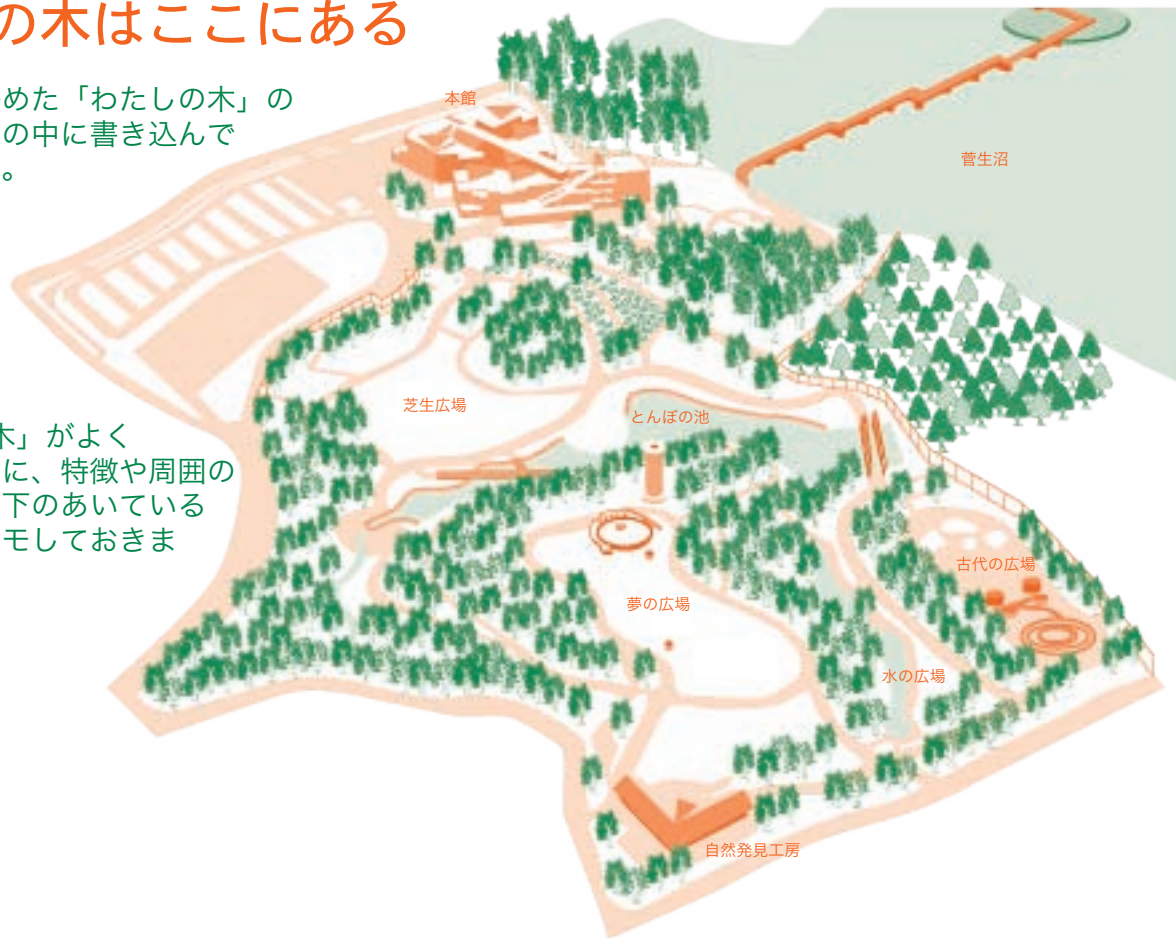 の木はここにある
めた「わたしの木」の
の中に書き込んで
。
本館
菅生沼
芝生広場
とんぼの池
木」がよく
に、特徴や周囲の
下のあいている
モしておきま
古代の広場
夢の広場
水の広場
自然発見工房